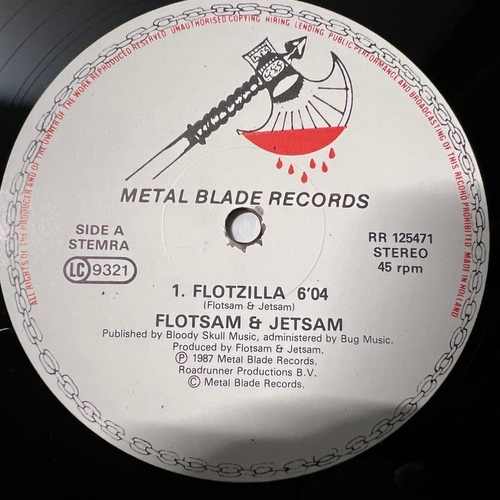 ALL RIGHTS OF THE PRODUCER AND OF THE OWNER OF THE WORK REPRODUCED RESERVED. UNAUTHORISED COPYING HIRING, LENDING PUBLIC PERFORMANCE AND BROADCASTING OF THIS RECORD PROHIBITED. MADE IN HOLLAND
METAL BLADE RECORDS
SIDE A
STEMRA
LC 9321
RR 125471
STEREO
45 rpm
1. FLOTZILLA 6'04
(Flotsam & Jetsam)
FLOTSAM & JETSAM
Published by Bloody Skull Music, administered by Bug Music.
Produced by Flotsam & Jetsam.
Ⓟ 1987 Metal Blade Records.
Roadrunner Productions B.V.
© Metal Blade Records.